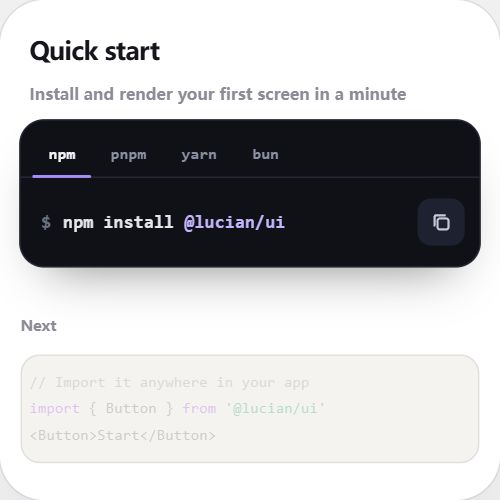 Quick start
Install and render your first screen in a minute
npm pnpm yarn bun
$ npm install @lucian/ui
Next
// Import it anywhere in your app
import { Button } from '@lucian/ui'
<Button>Start</Button>